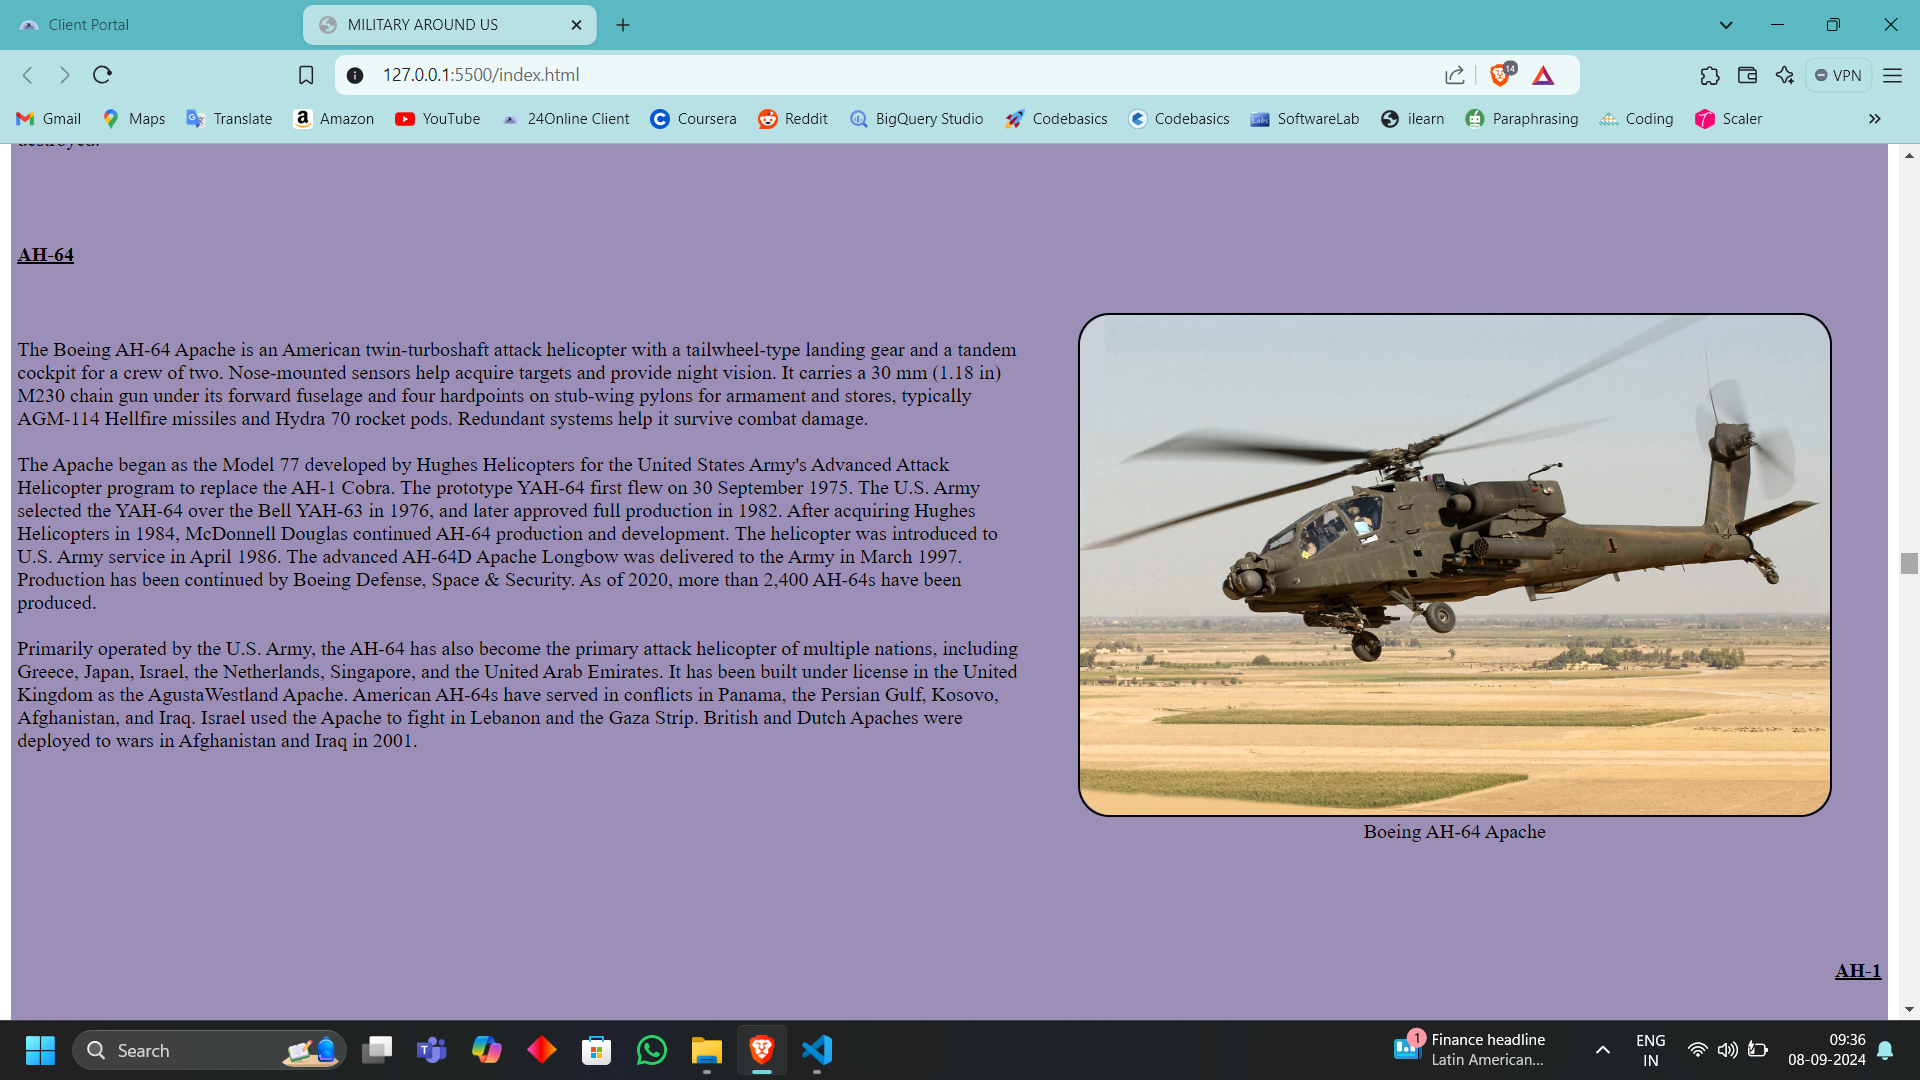 Client Portal
MILITARY AROUND US
127.0.0.1:5500/index.html
14
VPN
Gmail
Maps
Translate
Amazon
YouTube
24Online Client
Coursera
Reddit
BigQuery Studio
Codebasics
Codebasics
SoftwareLab
ilearn
Paraphrasing
Coding
Scaler
destroyed.
AH-64
The Boeing AH-64 Apache is an American twin-turboshaft attack helicopter with a tailwheel-type landing gear and a tandem
cockpit for a crew of two. Nose-mounted sensors help acquire targets and provide night vision. It carries a 30 mm (1.18 in)
M230 chain gun under its forward fuselage and four hardpoints on stub-wing pylons for armament and stores, typically
AGM-114 Hellfire missiles and Hydra 70 rocket pods. Redundant systems help it survive combat damage.
The Apache began as the Model 77 developed by Hughes Helicopters for the United States Army's Advanced Attack
Helicopter program to replace the AH-1 Cobra. The prototype YAH-64 first flew on 30 September 1975. The U.S. Army
selected the YAH-64 over the Bell YAH-63 in 1976, and later approved full production in 1982. After acquiring Hughes
Helicopters in 1984, McDonnell Douglas continued AH-64 production and development. The helicopter was introduced to
U.S. Army service in April 1986. The advanced AH-64D Apache Longbow was delivered to the Army in March 1997.
Production has been continued by Boeing Defense, Space & Security. As of 2020, more than 2,400 AH-64s have been
produced.
Primarily operated by the U.S. Army, the AH-64 has also become the primary attack helicopter of multiple nations, including
Greece, Japan, Israel, the Netherlands, Singapore, and the United Arab Emirates. It has been built under license in the United
Kingdom as the AgustaWestland Apache. American AH-64s have served in conflicts in Panama, the Persian Gulf, Kosovo,
Afghanistan, and Iraq. Israel used the Apache to fight in Lebanon and the Gaza Strip. British and Dutch Apaches were
deployed to wars in Afghanistan and Iraq in 2001.
Boeing AH-64 Apache
AH-1
Search
1
Finance headline
Latin American...
ENG
IN
09:36
08-09-2024